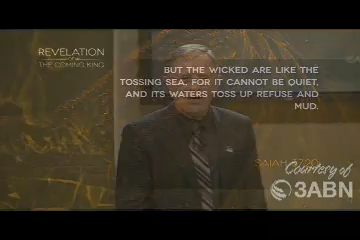 REVELATION
OF
THE COMING KING
BUT THE WICKED ARE LIKE THE
TOSSING SEA, FOR IT CANNOT BE QUIET,
AND ITS WATERS TOSS UP REFUSE AND
MUD.
Courtesy of
3ABN